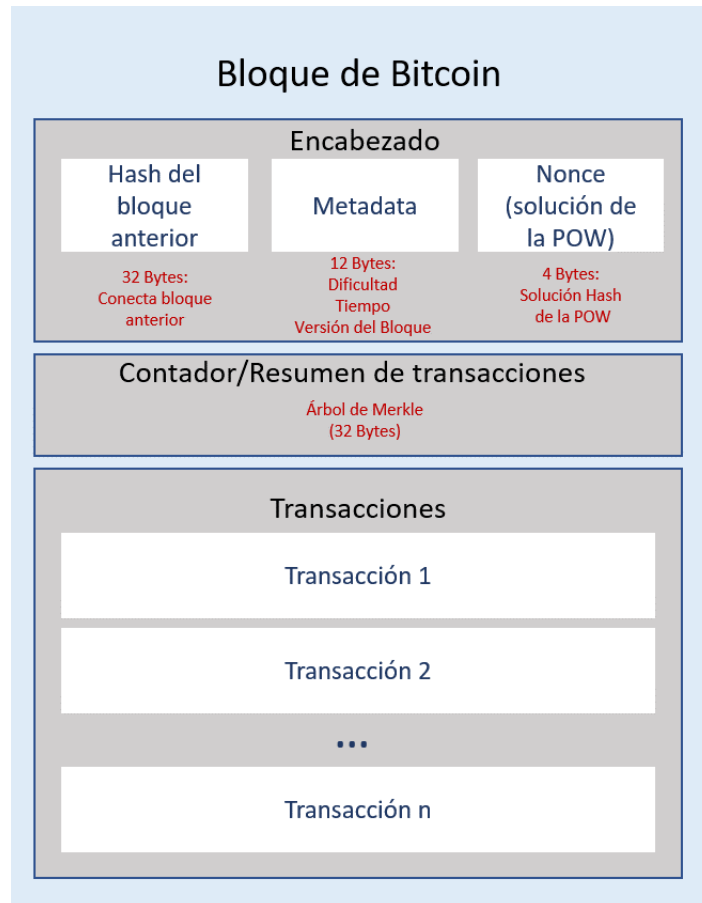 Bloque de Bitcoin
Encabezado
Hash del
bloque
anterior
32 Bytes:
Conecta bloque
anterior
Metadata
12 Bytes:
Dificultad
Tiempo
Versión del Bloque
Nonce
(solución de
la POW)
4 Bytes:
Solución Hash
de la POW
Contador/Resumen de transacciones
Árbol de Merkle
(32 Bytes)
Transacciones
Transacción 1
Transacción 2
...
Transacción n